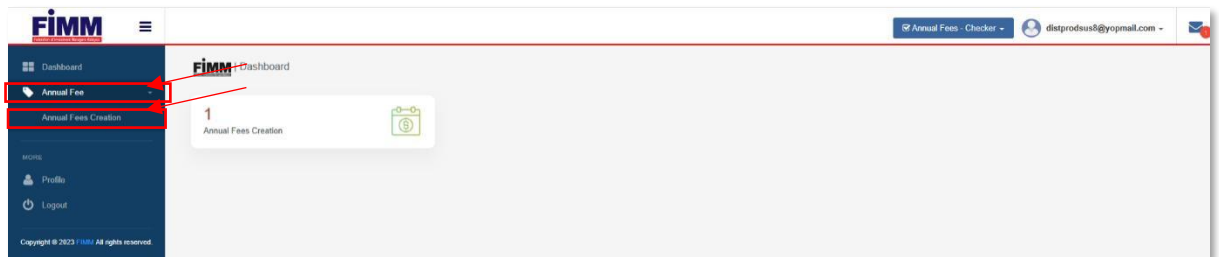 FiMM
Annual Fees - Checker
distprodsus8@yopmail.com
Dashboard
FiMM | Dashboard
Annual Fee
Annual Fees Creation
1
Annual Fees Creation
MORE
Profile
Logout
Copyright © 2023 FIMM All rights reserved.